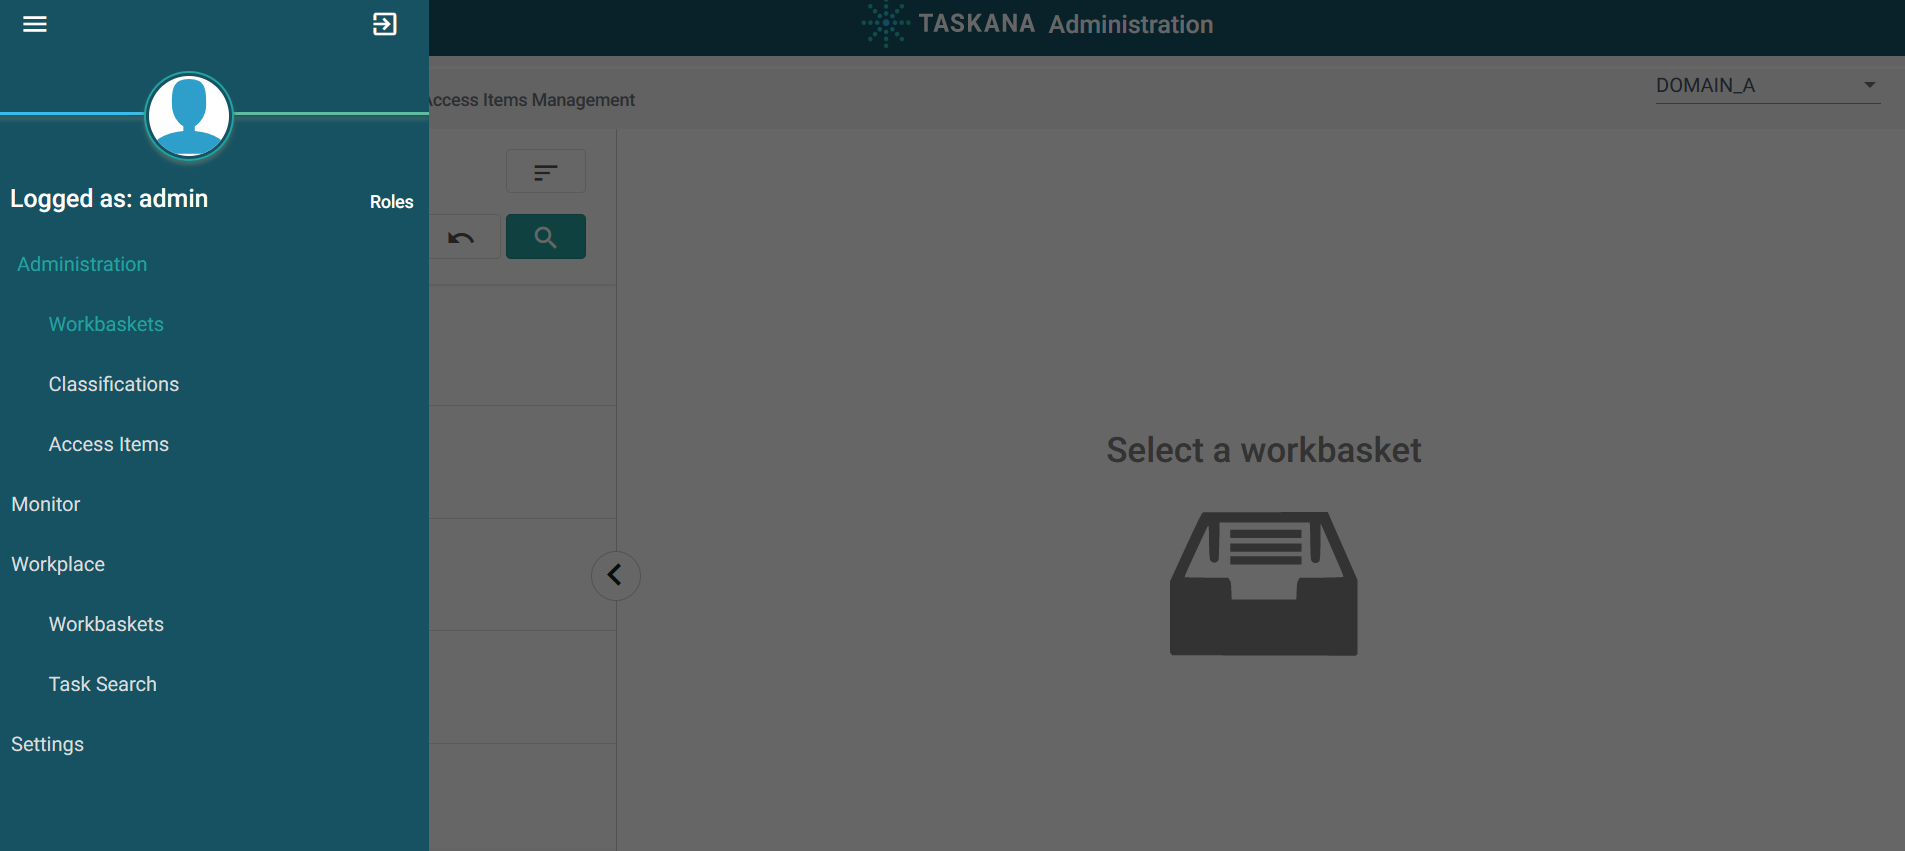 TASKANA Administration
DOMAIN_A
Access Items Management
Logged as: admin
Roles
Administration
Workbaskets
Classifications
Access Items
Monitor
Workplace
Workbaskets
Task Search
Settings
Select a workbasket